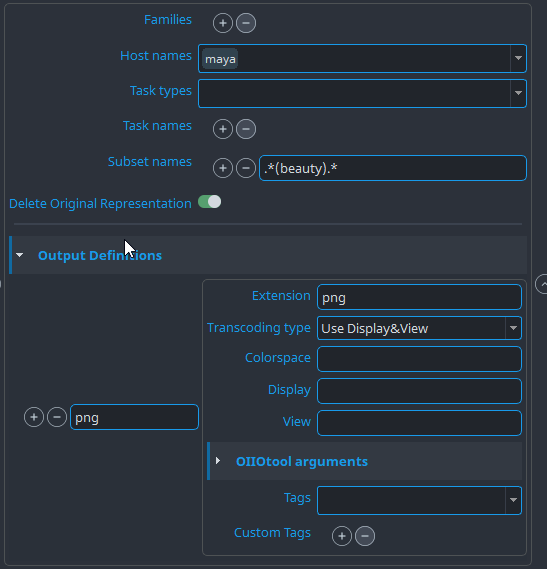 Families
Host names maya
Task types
Task names
Subset names .*(beauty).*
Delete Original Representation
Output Definitions
Extension png
Transcoding type Use Display&View
Colorspace
Display
png
View
OIIOtool arguments
Tags
Custom Tags